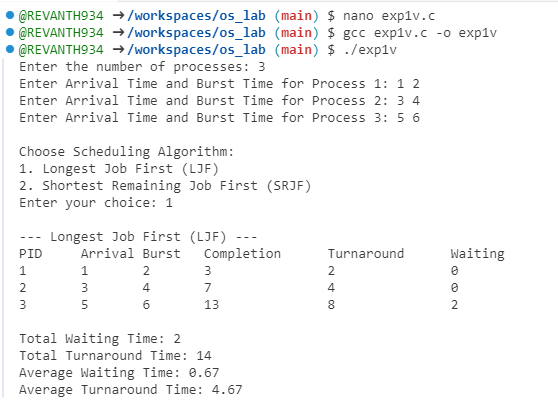 @REVANTH934 ➜/workspaces/os_lab (main) $ nano exp1v.c
@REVANTH934 ➜/workspaces/os_lab (main) $ gcc exp1v.c -o exp1v
@REVANTH934 ➜/workspaces/os_lab (main) $ ./exp1v
Enter the number of processes: 3
Enter Arrival Time and Burst Time for Process 1: 1 2
Enter Arrival Time and Burst Time for Process 2: 3 4
Enter Arrival Time and Burst Time for Process 3: 5 6
Choose Scheduling Algorithm:
1. Longest Job First (LJF)
2. Shortest Remaining Job First (SRJF)
Enter your choice: 1
--- Longest Job First (LJF) ---
PID Arrival Burst Completion Turnaround Waiting
1 1 2 3 2 0
2 3 4 7 4 0
3 5 6 13 8 2
Total Waiting Time: 2
Total Turnaround Time: 14
Average Waiting Time: 0.67
Average Turnaround Time: 4.67